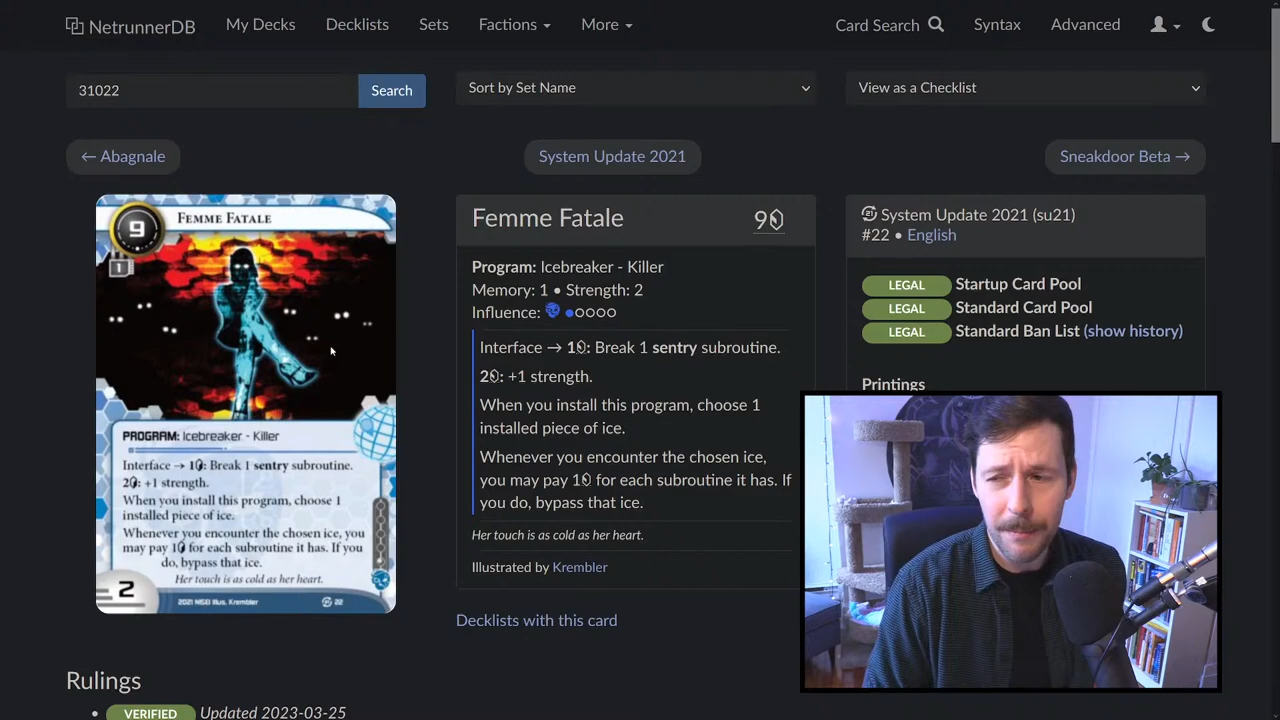 NetrunnerDB My Decks Decklists Sets Factions More Card Search Syntax Advanced
31022 Search Sort by Set Name View as a Checklist
← Abagnale System Update 2021 Sneakdoor Beta →
9
FEMME FATALE
1
PROGRAM: Icebreaker - Killer
Interface → 1: Break 1 sentry subroutine.
2: +1 strength.
When you install this program, choose 1
installed piece of ice.
Whenever you encounter the chosen ice, you
may pay 1 for each subroutine it has. If you
do, bypass that ice.
Her touch is as cold as her heart.
2
2021 NISEI Illus. Krembler 22
Femme Fatale 9
Program: Icebreaker - Killer
Memory: 1 • Strength: 2
Influence:
Interface → 1: Break 1 sentry subroutine.
2: +1 strength.
When you install this program, choose 1
installed piece of ice.
Whenever you encounter the chosen ice,
you may pay 1 for each subroutine it has. If
you do, bypass that ice.
Her touch is as cold as her heart.
Illustrated by Krembler
Decklists with this card
System Update 2021 (su21)
#22 • English
LEGAL Startup Card Pool
LEGAL Standard Card Pool
LEGAL Standard Ban List (show history)
Printings
Rulings
• VERIFIED Updated 2023-03-25